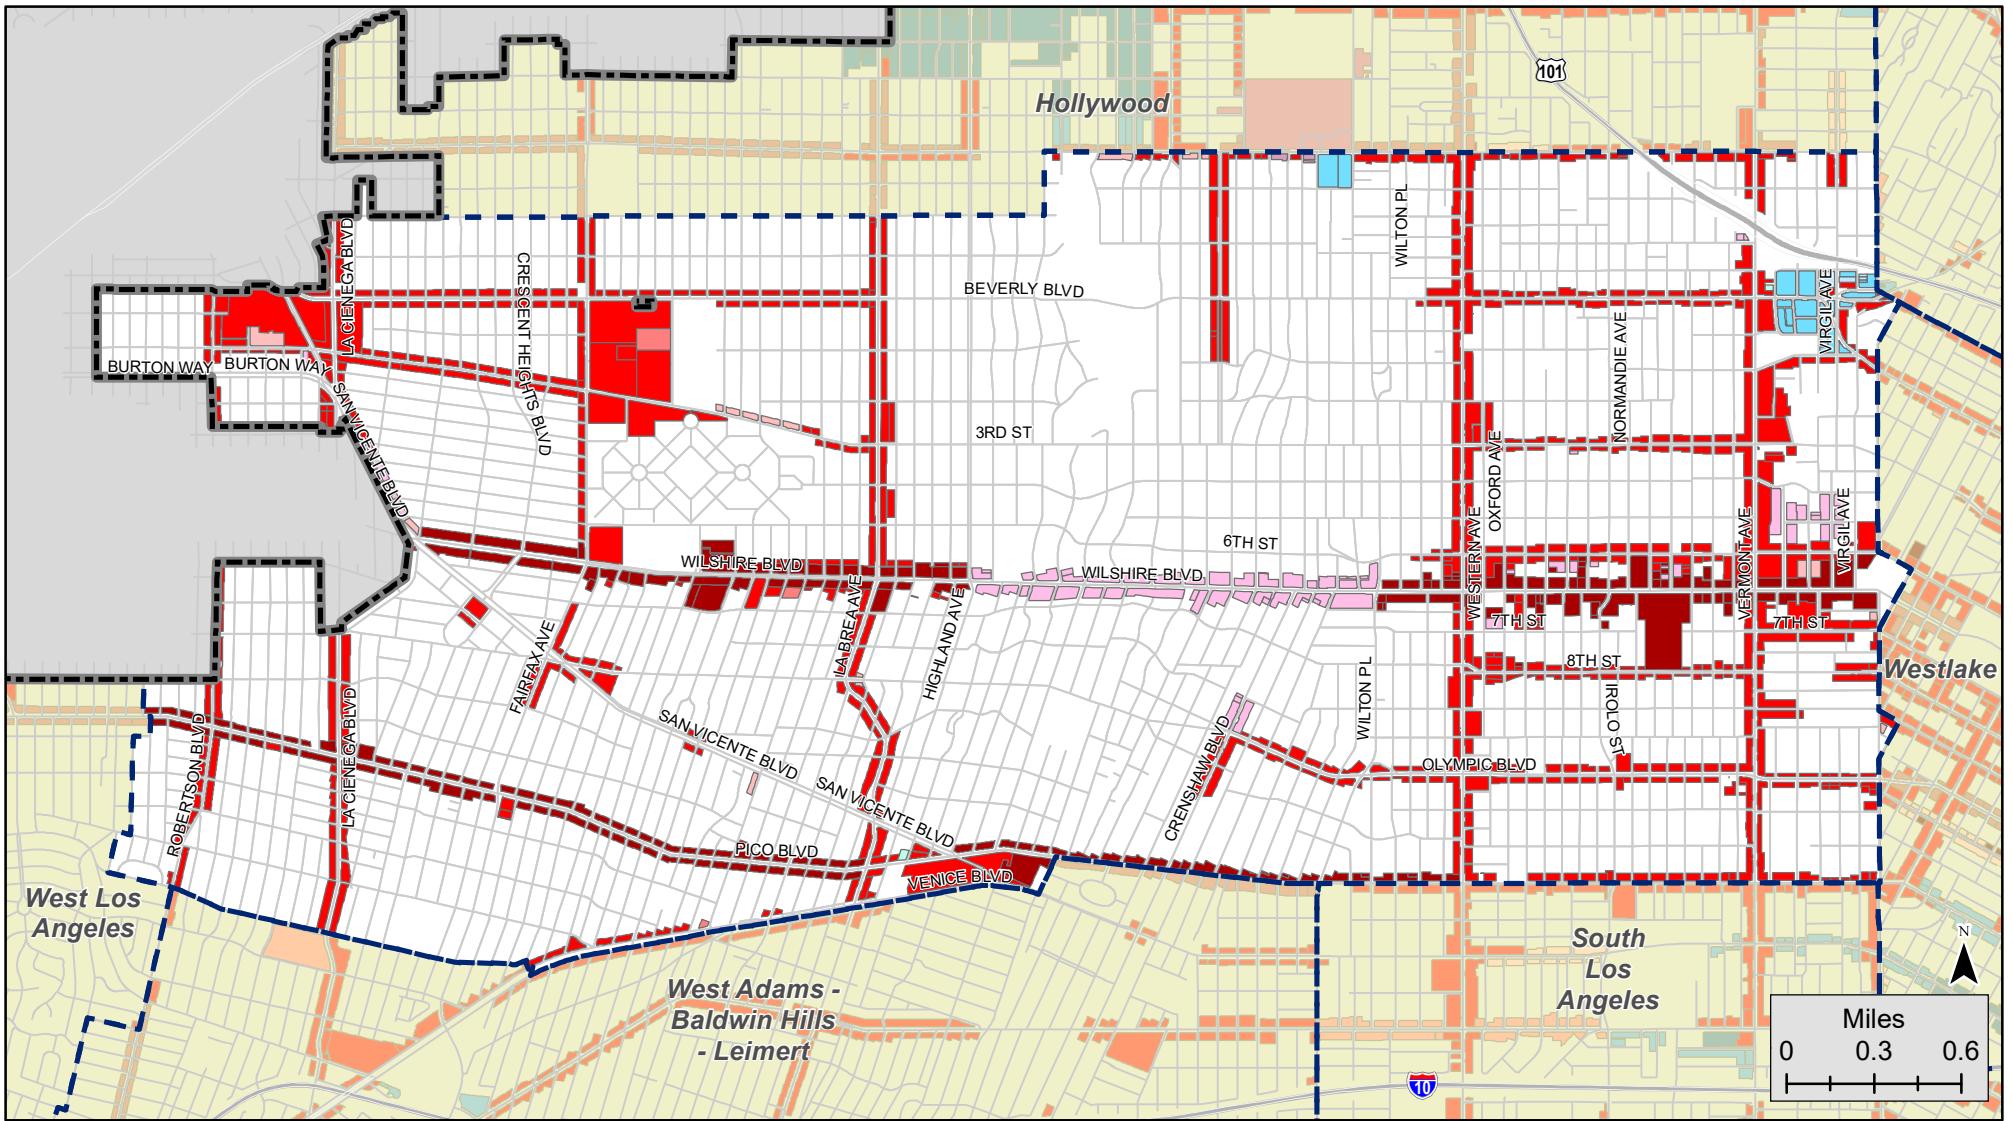 101
Hollywood
WILTON PL
LA CIENEGA BLVD
CRESCENT HEIGHTS BLVD
BEVERLY BLVD
VIRGIL AVE
NORMANDIE AVE
BURTON WAY
BURTON WAY
SAN VICENTE BLVD
3RD ST
OXFORD AVE
6TH ST
WILSHIRE BLVD
WILSHIRE BLVD
WESTERN AVE
VERMONT AVE
VIRGIL AVE
LA BREA AVE
HIGHLAND AVE
FAIRFAX AVE
7TH ST
7TH ST
8TH ST
Westlake
IROLO ST
WILTON PL
ROBERTSON BLVD
LA CIENEGA BLVD
SAN VICENTE BLVD
SAN VICENTE BLVD
CRENSHAW BLVD
OLYMPIC BLVD
PICO BLVD
VENICE BLVD
West Los
Angeles
South
Los
Angeles
West Adams -
Baldwin Hills
- Leimert
N
Miles
0 0.3 0.6
10